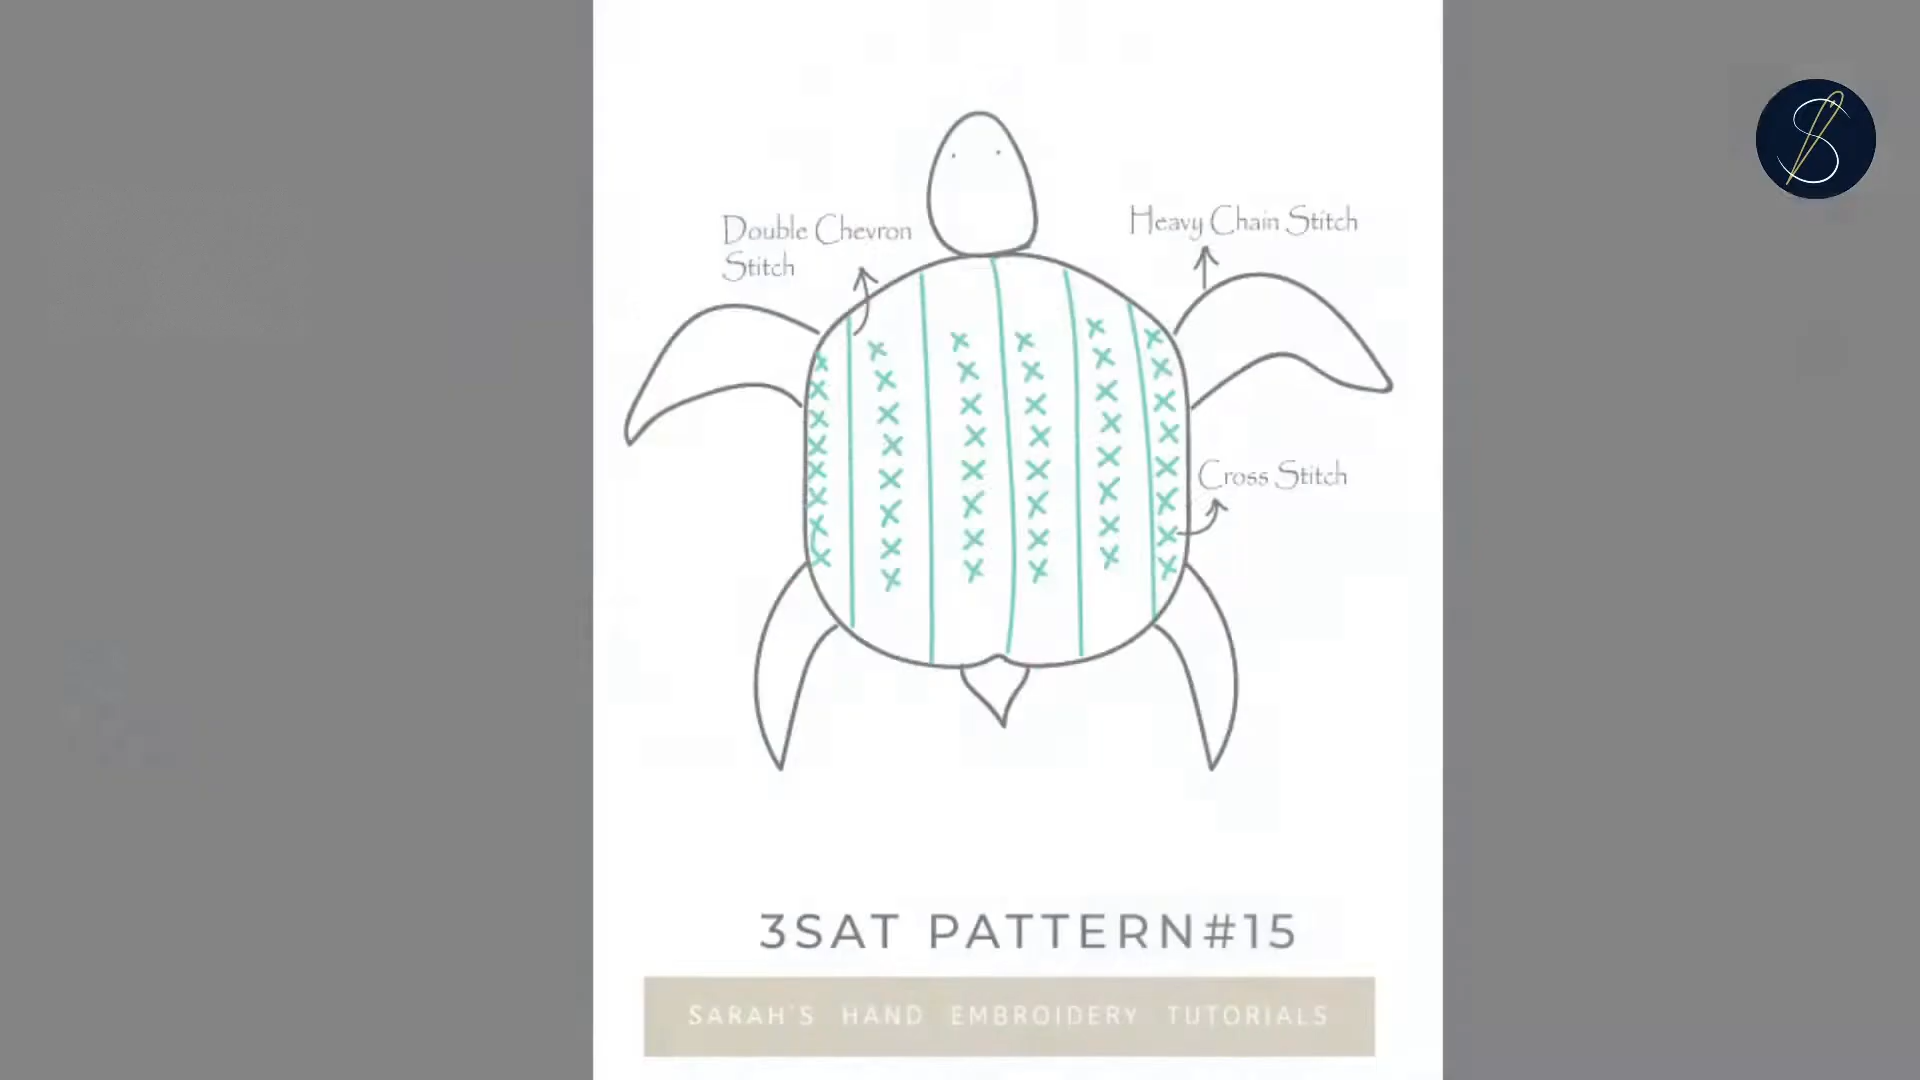 Heavy Chain Stitch
Double Chevron
Stitch
Cross Stitch
3SAT PATTERN#15
SARAH'S HAND EMBROIDERY TUTORIALS